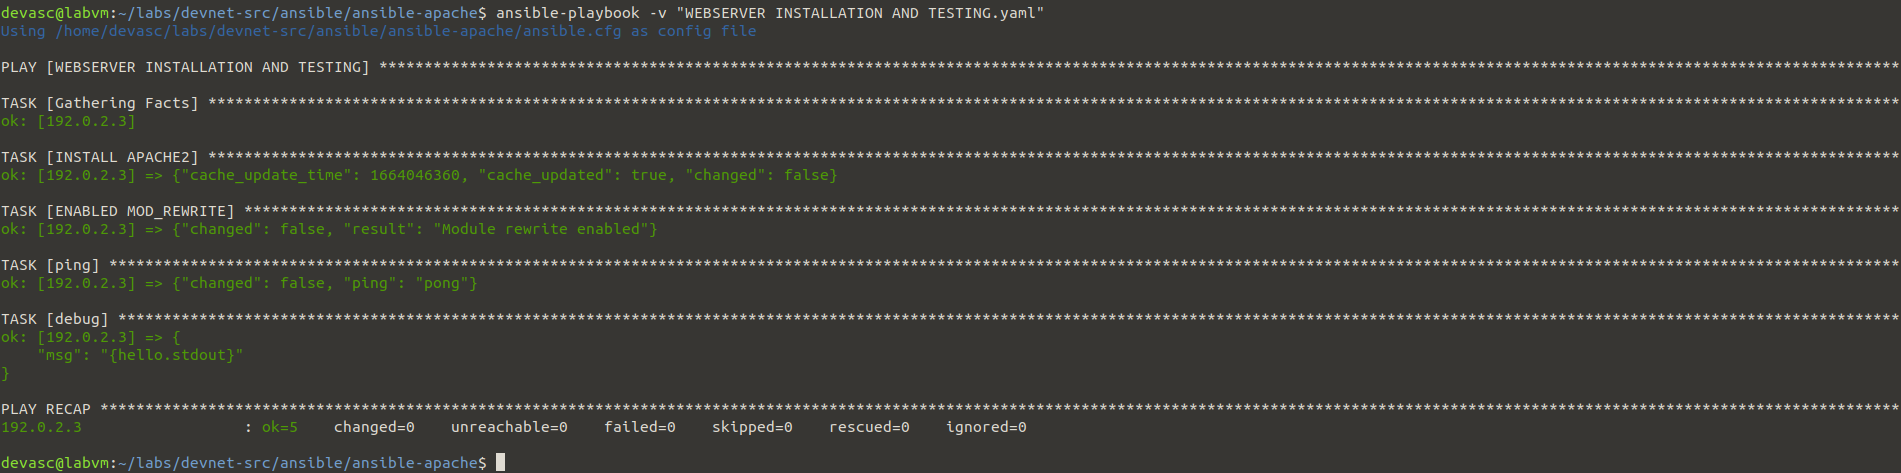 devasc@labvm:~/labs/devnet-src/ansible/ansible-apache$ ansible-playbook -v "WEBSERVER INSTALLATION AND TESTING.yaml"
Using /home/devasc/labs/devnet-src/ansible/ansible-apache/ansible.cfg as config file
PLAY [WEBSERVER INSTALLATION AND TESTING] ****************************************************************************************************************************************************************************
TASK [Gathering Facts] ***********************************************************************************************************************************************************************************************
ok: [192.0.2.3]
TASK [INSTALL APACHE2] ***********************************************************************************************************************************************************************************************
ok: [192.0.2.3] => {"cache_update_time": 1664046360, "cache_updated": true, "changed": false}
TASK [ENABLED MOD_REWRITE] *******************************************************************************************************************************************************************************************
ok: [192.0.2.3] => {"changed": false, "result": "Module rewrite enabled"}
TASK [ping] **********************************************************************************************************************************************************************************************************
ok: [192.0.2.3] => {"changed": false, "ping": "pong"}
TASK [debug] *********************************************************************************************************************************************************************************************************
ok: [192.0.2.3] => {
    "msg": "{hello.stdout}"
}
PLAY RECAP ***********************************************************************************************************************************************************************************************************
192.0.2.3                  : ok=5    changed=0    unreachable=0    failed=0    skipped=0    rescued=0    ignored=0
devasc@labvm:~/labs/devnet-src/ansible/ansible-apache$